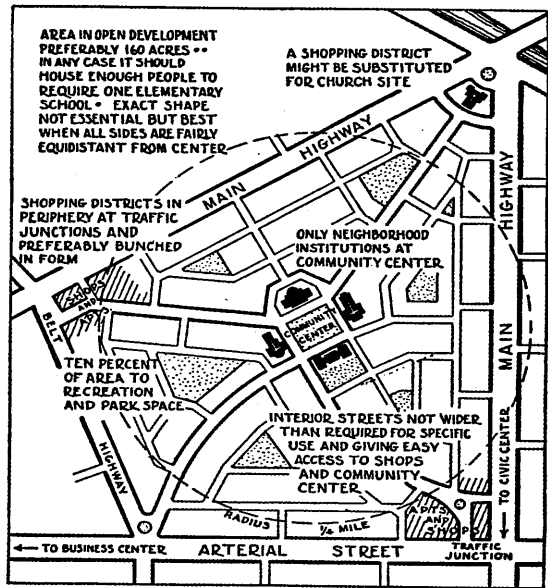 AREA IN OPEN DEVELOPMENT
PREFERABLY 160 ACRES ••
IN ANY CASE IT SHOULD
HOUSE ENOUGH PEOPLE TO
REQUIRE ONE ELEMENTARY
SCHOOL • EXACT SHAPE
NOT ESSENTIAL BUT BEST
WHEN ALL SIDES ARE FAIRLY
EQUIDISTANT FROM CENTER
A SHOPPING DISTRICT
MIGHT BE SUBSTITUTED
FOR CHURCH SITE
MAIN HIGHWAY
SHOPPING DISTRICTS IN
PERIPHERY AT TRAFFIC
JUNCTIONS AND
PREFERABLY BUNCHED
IN FORM
ONLY NEIGHBORHOOD
INSTITUTIONS AT
COMMUNITY CENTER
HIGHWAY
MAIN
SHOPS
AND
APTS
BELT
HIGHWAY
COMMUNITY
CENTER
TEN PERCENT
OF AREA TO
RECREATION
AND PARK SPACE
INTERIOR STREETS NOT WIDER
THAN REQUIRED FOR SPECIFIC
USE AND GIVING EASY
ACCESS TO SHOPS
AND COMMUNITY
CENTER
→ TO CIVIC CENTER
RADIUS 1/4 MILE
APTS
AND
SHOPS
← TO BUSINESS CENTER
ARTERIAL STREET
TRAFFIC
JUNCTION